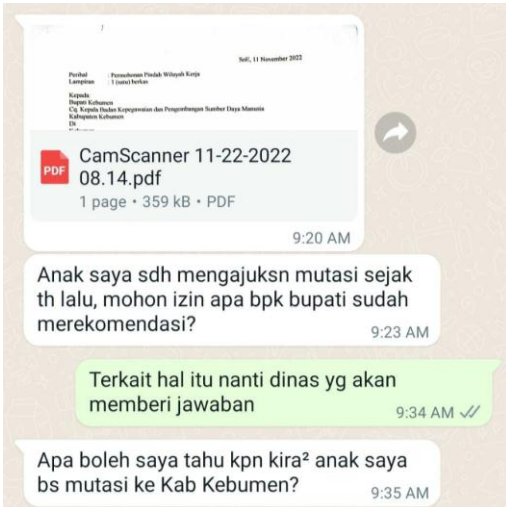 Soë, 11 November 2022
Perihal : Permohonan Pindah Wilayah Kerja
Lampiran : 1 (satu) berkas
Kepada
Bupati Kebumen
Cq. Kepala Badan Kepegawaian dan Pengembangan Sumber Daya Manusia
Kabupaten Kebumen
Di
PDF
CamScanner 11-22-2022
08.14.pdf
1 page • 359 kB • PDF
9:20 AM
Anak saya sdh mengajuksn mutasi sejak
th lalu, mohon izin apa bpk bupati sudah
merekomendasi?
9:23 AM
Terkait hal itu nanti dinas yg akan
memberi jawaban
9:34 AM
Apa boleh saya tahu kpn kira² anak saya
bs mutasi ke Kab Kebumen?
9:35 AM